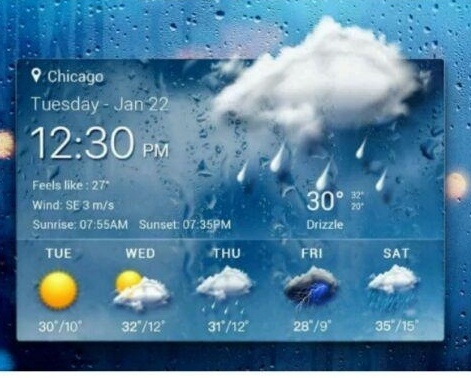 Chicago
Tuesday - Jan 22
12:30 PM
Feels like : 27°
Wind: SE 3 m/s
Sunrise: 07:55AM Sunset: 07:35PM
30° 32° 20°
Drizzle
TUE WED THU FRI SAT
30°/10° 32°/12° 31°/12° 28°/9° 35°/15°